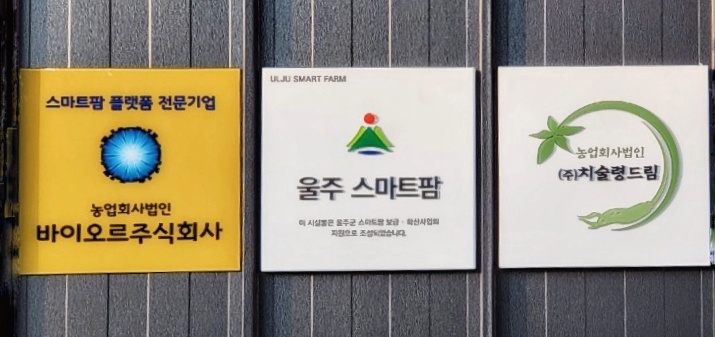 스마트팜 플랫폼 전문기업
농업회사법인
바이오르주식회사
ULJU SMART FARM
울주 스마트팜
이 시설물은 울주군 스마트팜 보급·확산사업의
지원으로 조성되었습니다.
농업회사법인
(주)치술령드림